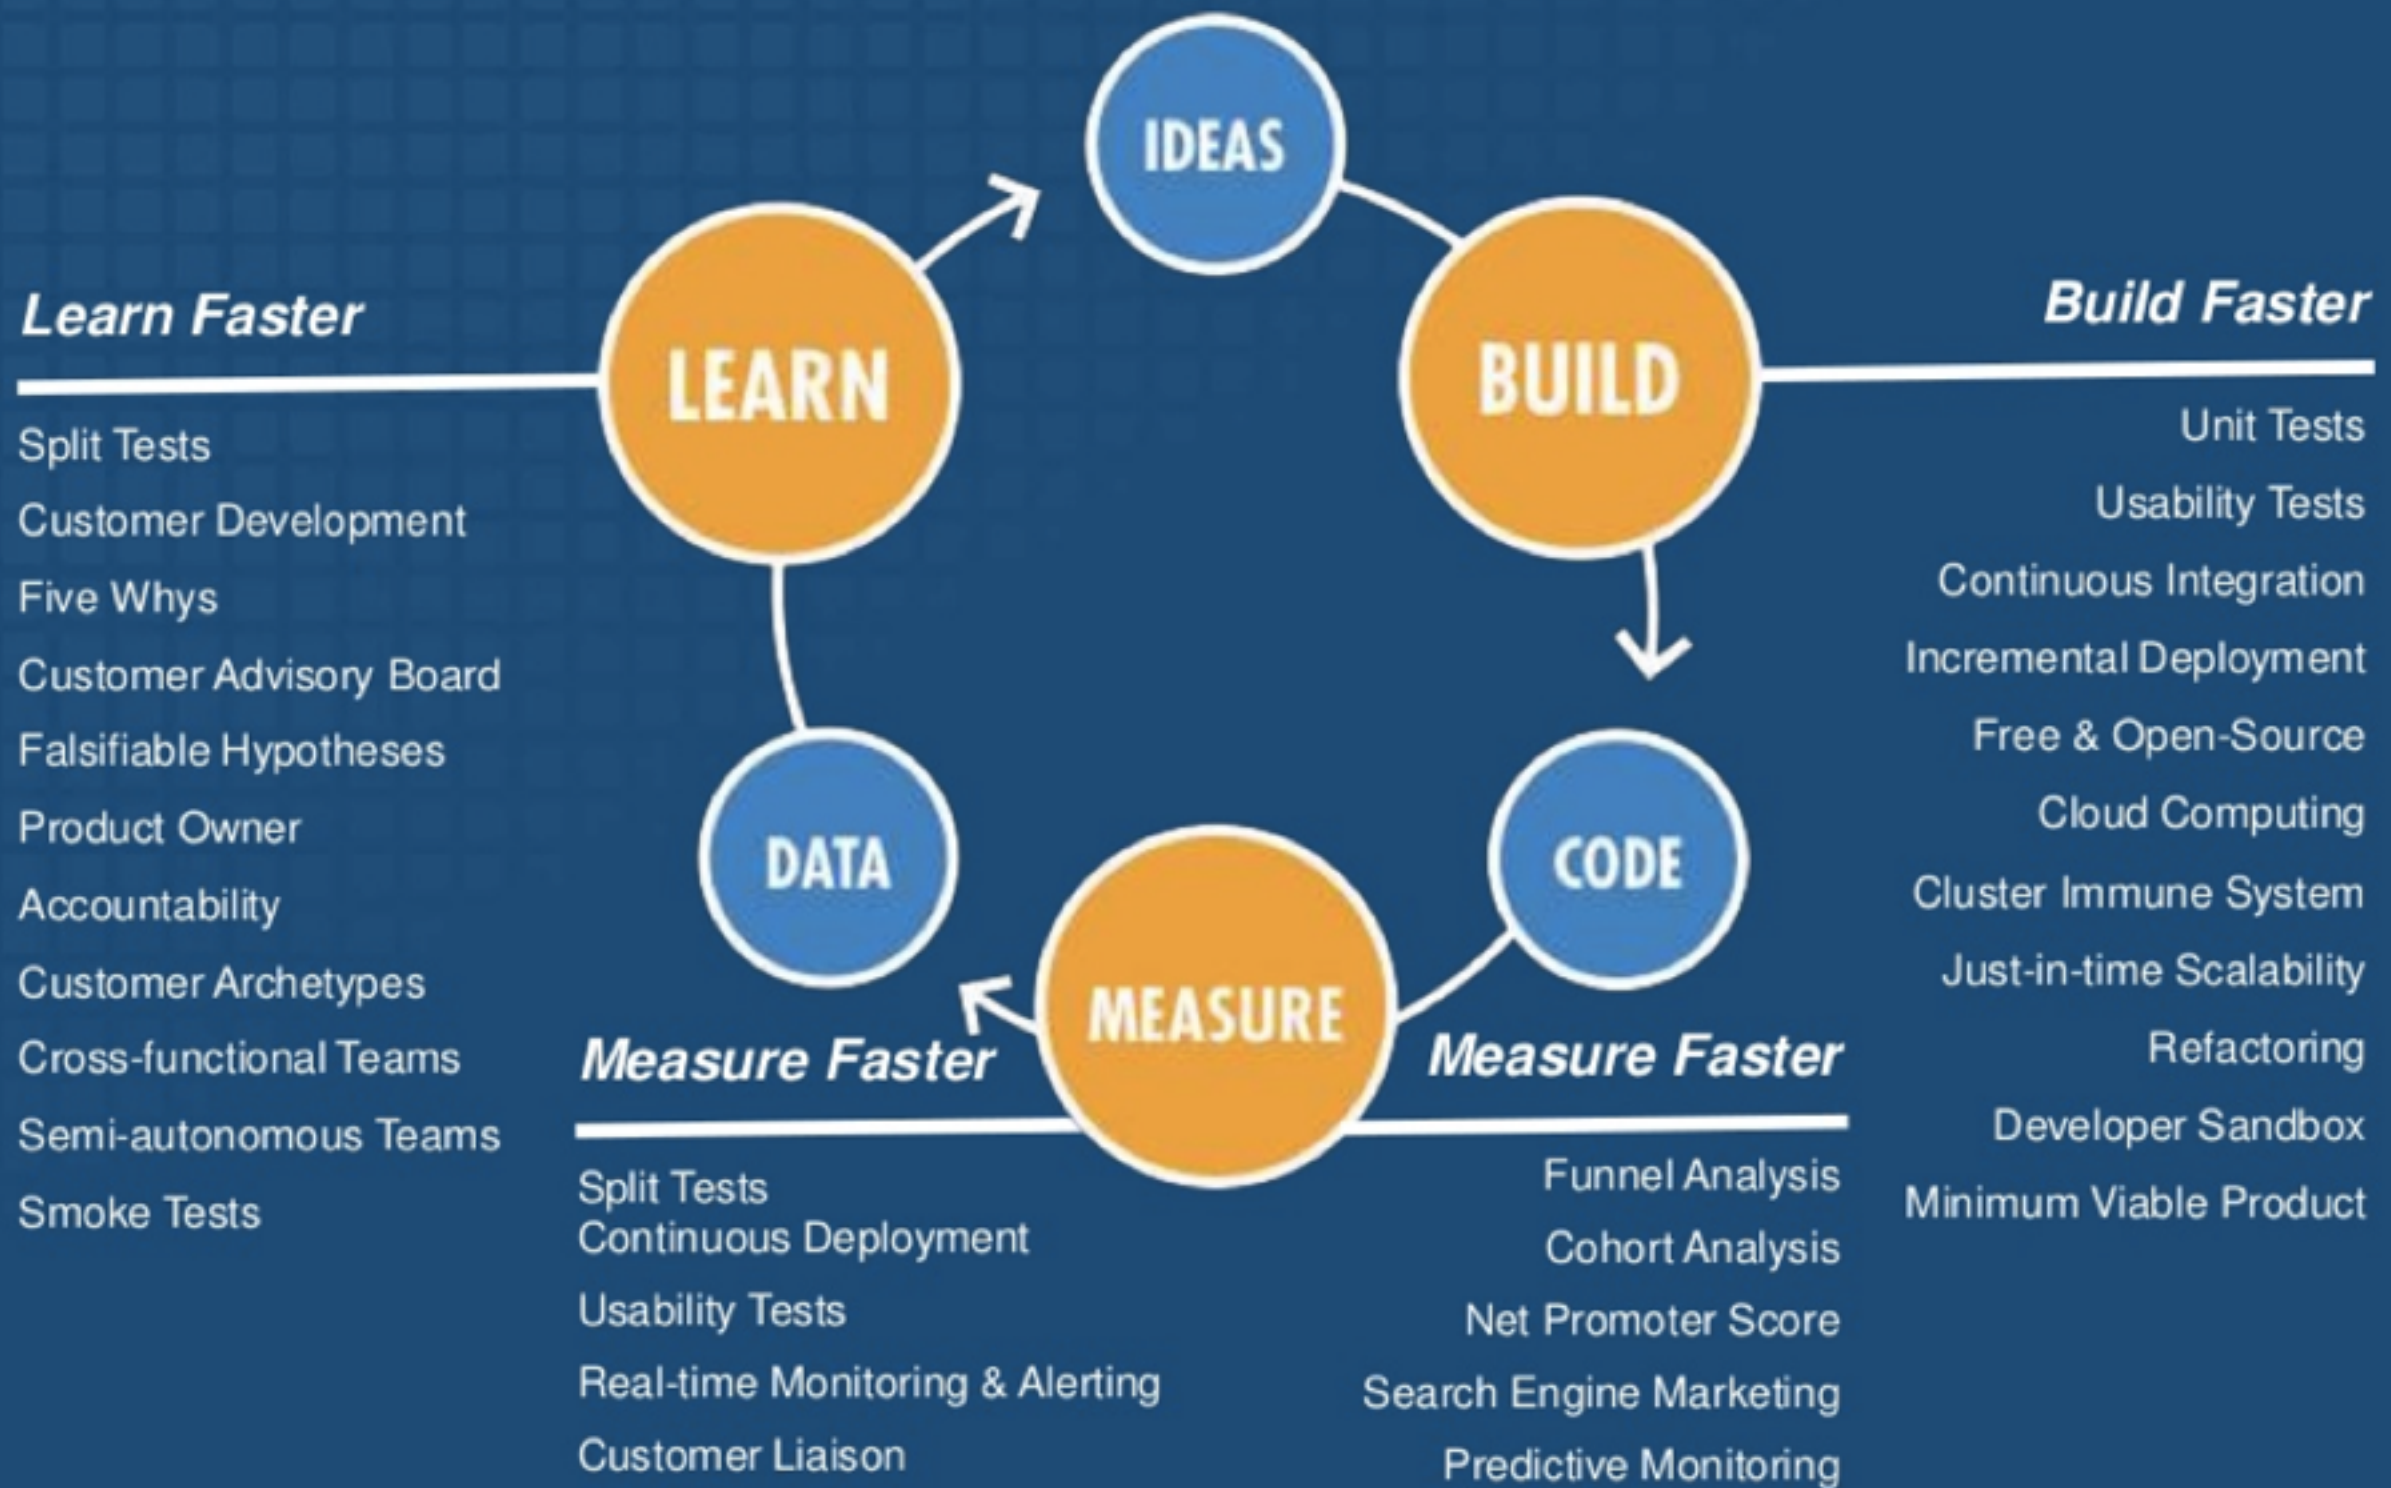 IDEAS
LEARN
BUILD
DATA
CODE
MEASURE
Learn Faster
Split Tests
Customer Development
Five Whys
Customer Advisory Board
Falsifiable Hypotheses
Product Owner
Accountability
Customer Archetypes
Cross-functional Teams
Semi-autonomous Teams
Smoke Tests
Measure Faster
Split Tests
Continuous Deployment
Usability Tests
Real-time Monitoring & Alerting
Customer Liaison
Measure Faster
Funnel Analysis
Cohort Analysis
Net Promoter Score
Search Engine Marketing
Predictive Monitoring
Build Faster
Unit Tests
Usability Tests
Continuous Integration
Incremental Deployment
Free & Open-Source
Cloud Computing
Cluster Immune System
Just-in-time Scalability
Refactoring
Developer Sandbox
Minimum Viable Product